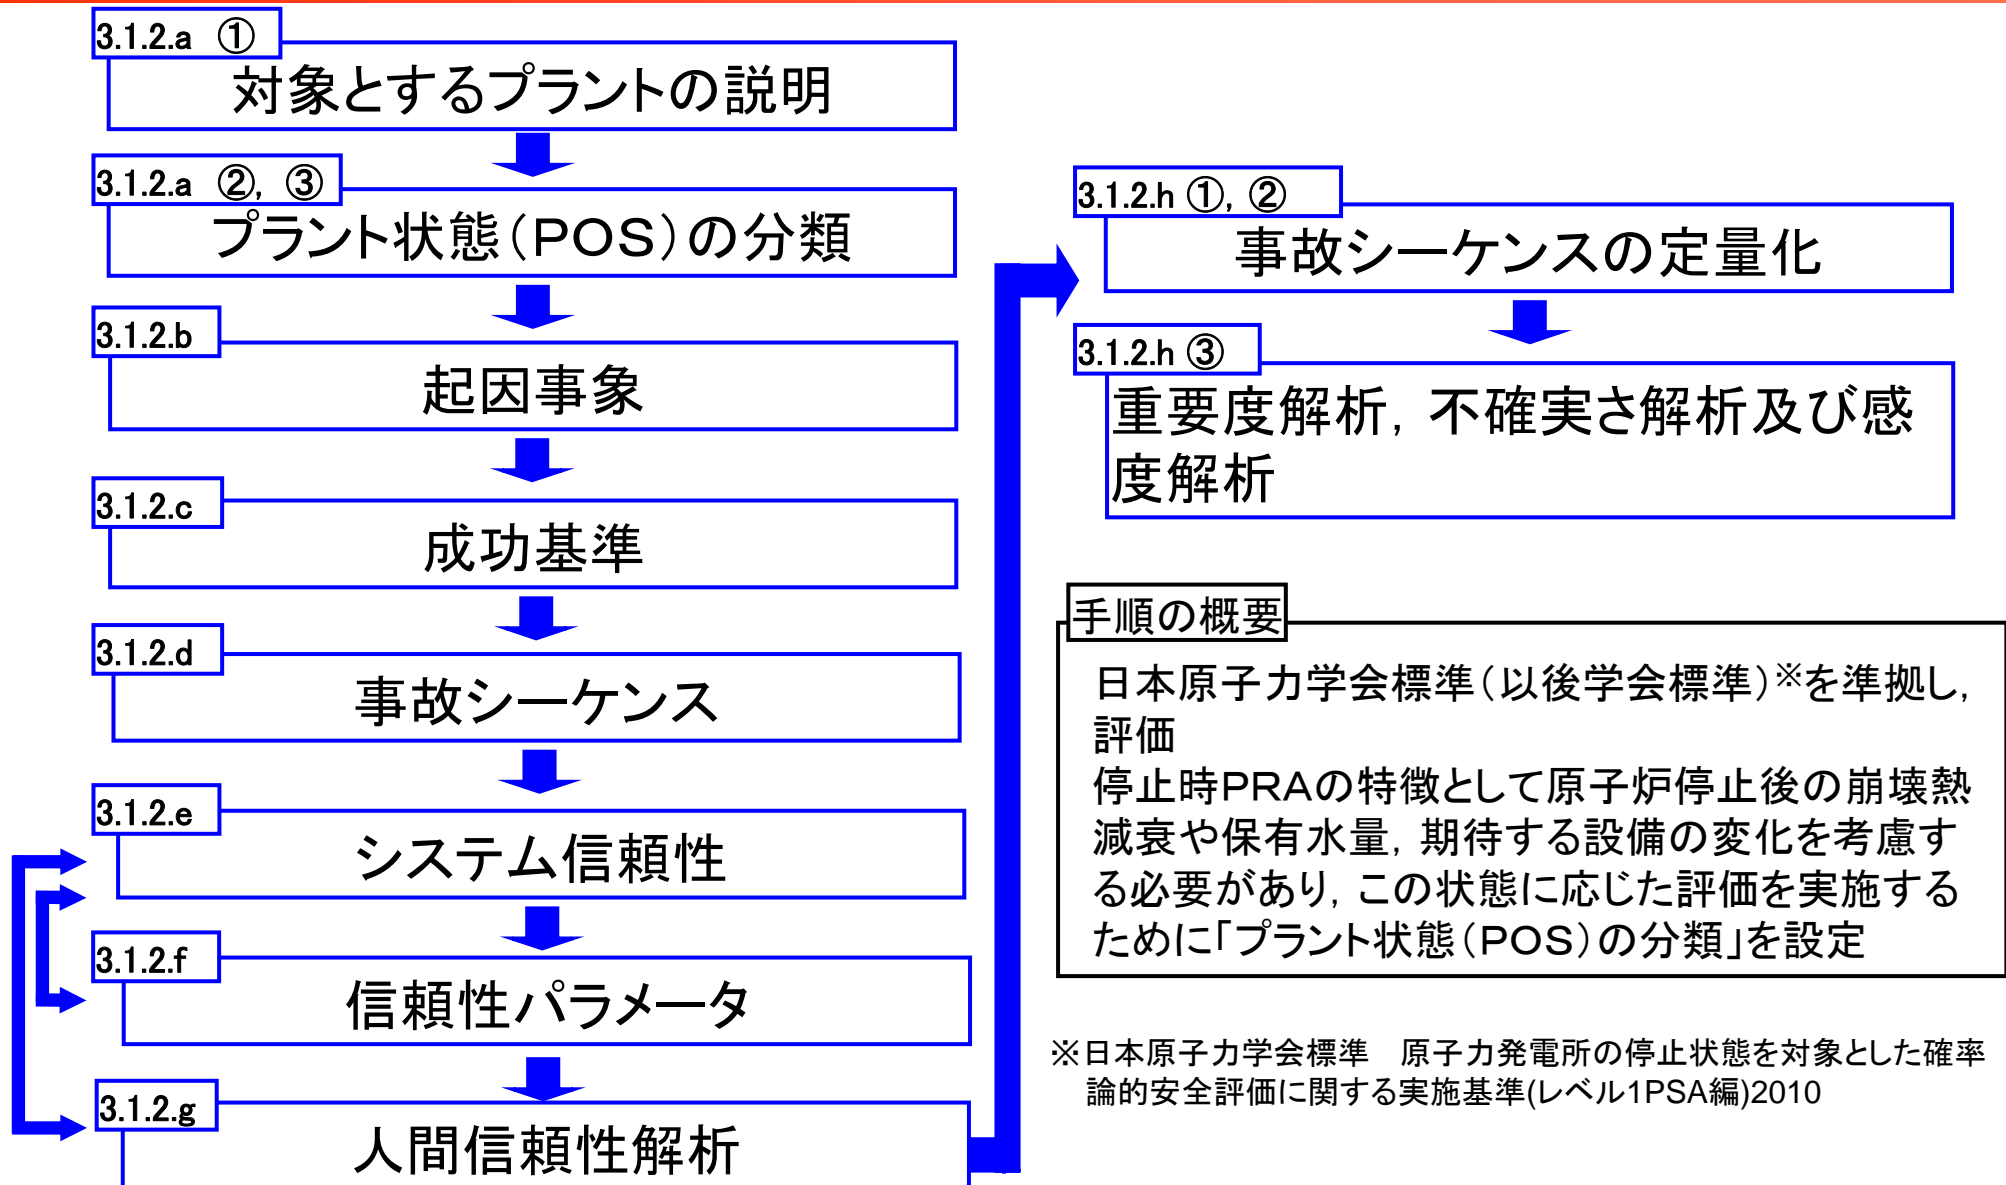 3.1.2.a ①
対象とするプラントの説明
3.1.2.a ②, ③
プラント状態(POS)の分類
3.1.2.b
起因事象
3.1.2.c
成功基準
3.1.2.d
事故シーケンス
3.1.2.e
システム信頼性
3.1.2.f
信頼性パラメータ
3.1.2.g
人間信頼性解析
3.1.2.h ①, ②
事故シーケンスの定量化
3.1.2.h ③
重要度解析, 不確実さ解析及び感
度解析
手順の概要
日本原子力学会標準(以後学会標準)※を準拠し,
評価
停止時PRAの特徴として原子炉停止後の崩壊熱
減衰や保有水量, 期待する設備の変化を考慮す
る必要があり, この状態に応じた評価を実施する
ために「プラント状態(POS)の分類」を設定
※日本原子力学会標準 原子力発電所の停止状態を対象とした確率
論的安全評価に関する実施基準(レベル1PSA編)2010